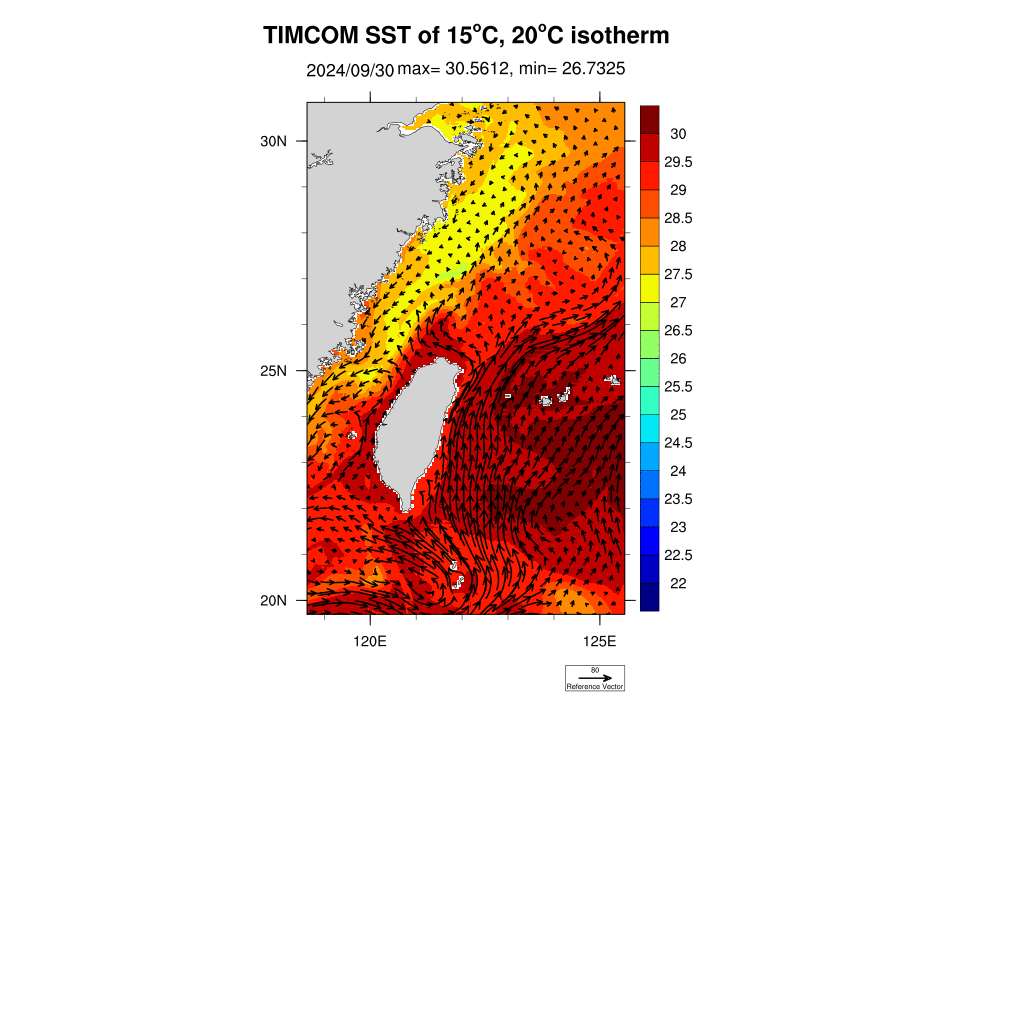 TIMCOM SST of 15°C, 20°C isotherm
2024/09/30 max= 30.5612, min= 26.7325
30N
25N
20N
120E
125E
30
29.5
29
28.5
28
27.5
27
26.5
26
25.5
25
24.5
24
23.5
23
22.5
22
80
Reference Vector